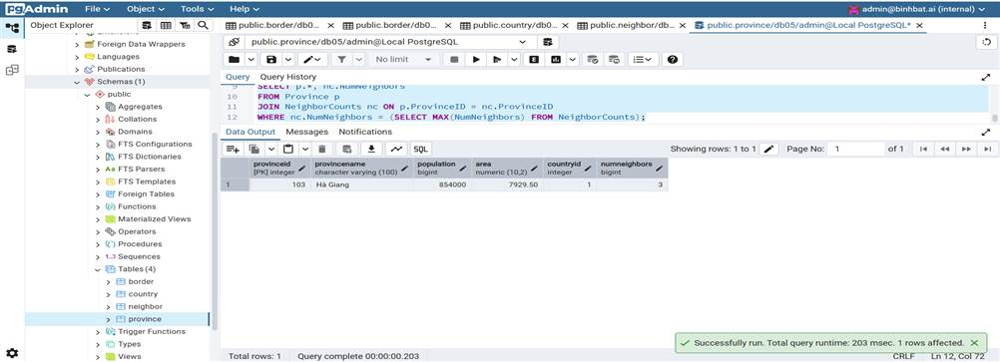 pgAdmin File Object Tools Help admin@binhbat.ai (internal)
Object Explorer
public.border/db0... public.border/db0... public.country/db0... public.neighbor/db... public.province/db05/admin@Local PostgreSQL*
Foreign Data Wrappers
Languages
Publications
Schemas (1)
public
Aggregates
Collations
Domains
FTS Configurations
FTS Dictionaries
FTS Parsers
FTS Templates
Foreign Tables
Functions
Materialized Views
Operators
Procedures
Sequences
Tables (4)
border
country
neighbor
province
Trigger Functions
Types
Views
public.province/db05/admin@Local PostgreSQL
No limit
Query Query History
9 SELECT p.*, nc.NumNeighbors
10 FROM Province p
11 JOIN NeighborCounts nc ON p.ProvinceID = nc.ProvinceID
12 WHERE nc.NumNeighbors = (SELECT MAX(NumNeighbors) FROM NeighborCounts);
Data Output Messages Notifications
SQL Showing rows: 1 to 1 Page No: 1 of 1
provinceid provincename population area countryid numneighbors
[PK] integer character varying (100) bigint numeric (10,2) integer bigint
1 103 Hà Giang 854000 7929.50 1 3
Successfully run. Total query runtime: 203 msec. 1 rows affected.
Total rows: 1 Query complete 00:00:00.203 CRLF Ln 12, Col 72